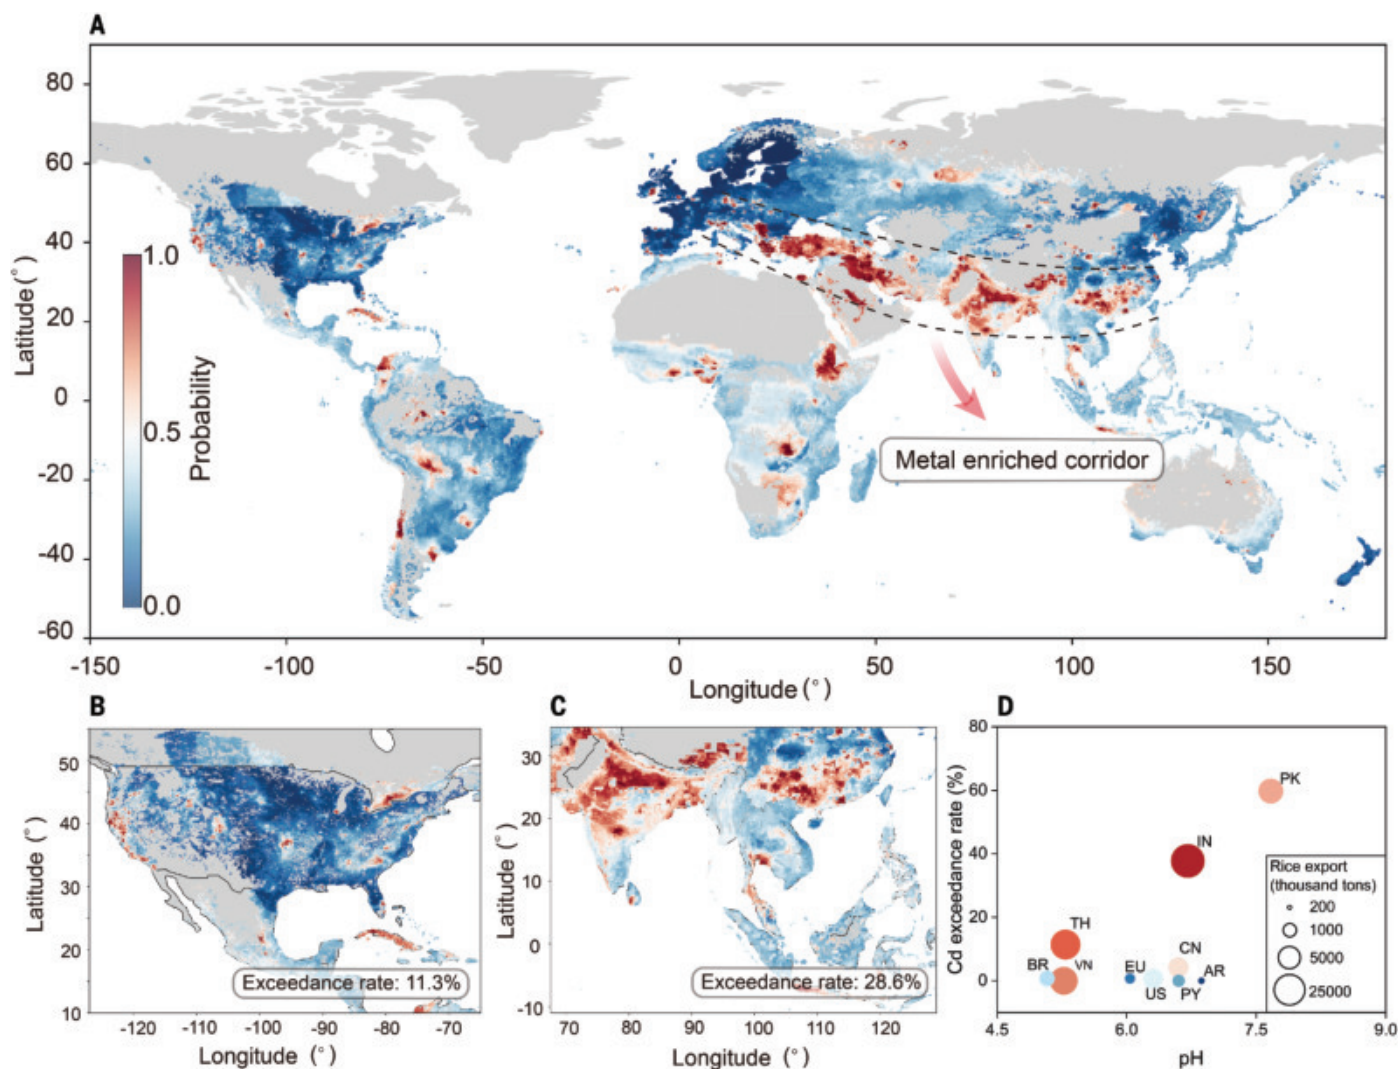 A
80
60
40
20
0
-20
-40
-60
Latitude(°)
1.0
0.5
0.0
Probability
Metal enriched corridor
-150
-100
-50
0
50
100
150
Longitude(°)
B
50
40
30
20
10
Latitude (°)
Exceedance rate: 11.3%
-120
-110
-100
-90
-80
-70
Longitude (°)
C
30
20
10
0
-10
Latitude (°)
Exceedance rate: 28.6%
70
80
90
100
110
120
Longitude (°)
D
80
60
40
20
0
Cd exceedance rate (%)
PK
IN
TH
BR
VN
EU
US
CN
PY
AR
Rice export
(thousand tons)
200
1000
5000
25000
4.5
6.0
7.5
9.0
pH